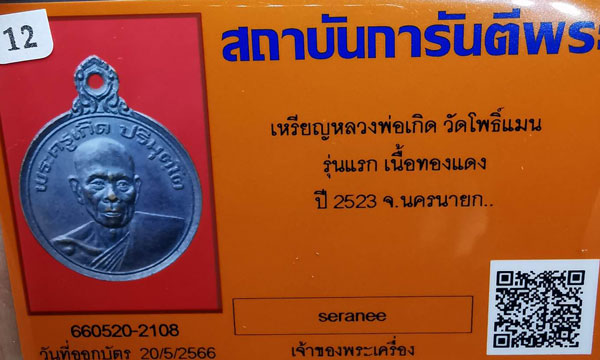 12
สถาบันการันตีพระ
พระครูเกิด ปริมุตโต
เหรียญหลวงพ่อเกิด วัดโพธิ์แมน
รุ่นแรก เนื้อทองแดง
ปี 2523 จ.นครนายก..
seranee
660520-2108
วันที่ออกบัตร 20/5/2566
เจ้าของพระเครื่อง